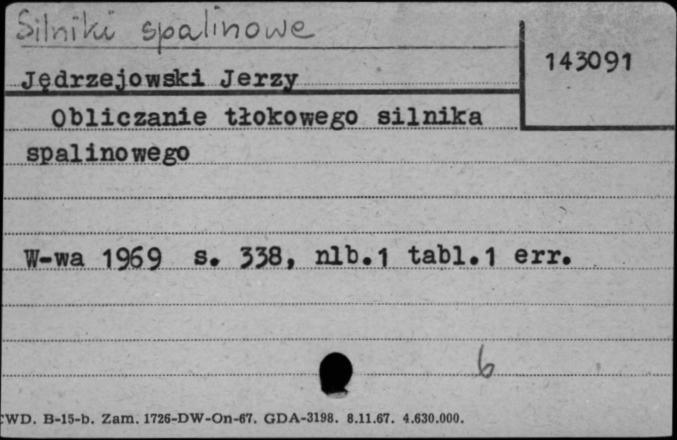 Silniki spalinowe
143091
Jędrzejowski Jerzy
Obliczanie tłokowego silnika
spalinowego
W-wa 1969 s. 338, nlb.1 tabl.1 err.
6
CWD. B-15-b. Zam. 1726-DW-On-67. GDA-3198. 8.11.67. 4.630.000.